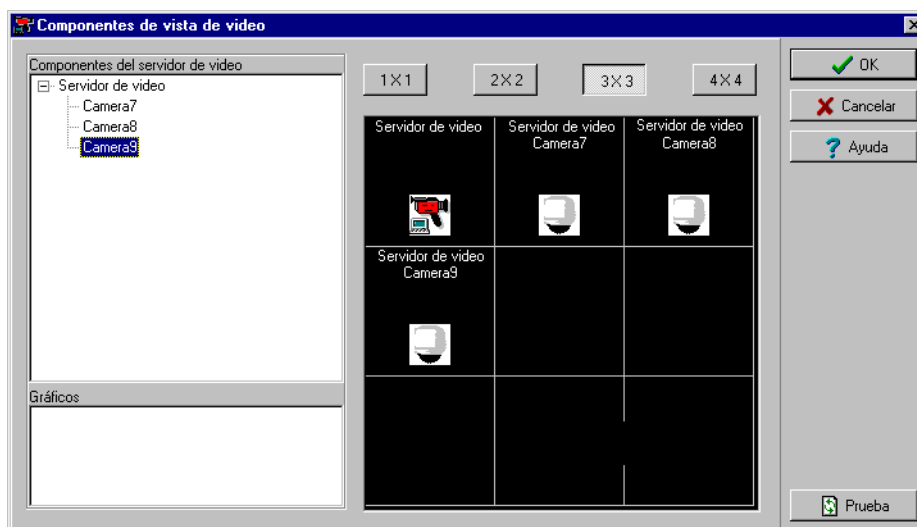 Componentes de vista de video
Componentes del servidor de video
Servidor de video
Camera7
Camera8
Camera9
Gráficos
1X1
2X2
3X3
4X4
Servidor de video
Servidor de video
Camera7
Servidor de video
Camera8
Servidor de video
Camera9
OK
Cancelar
Ayuda
Prueba